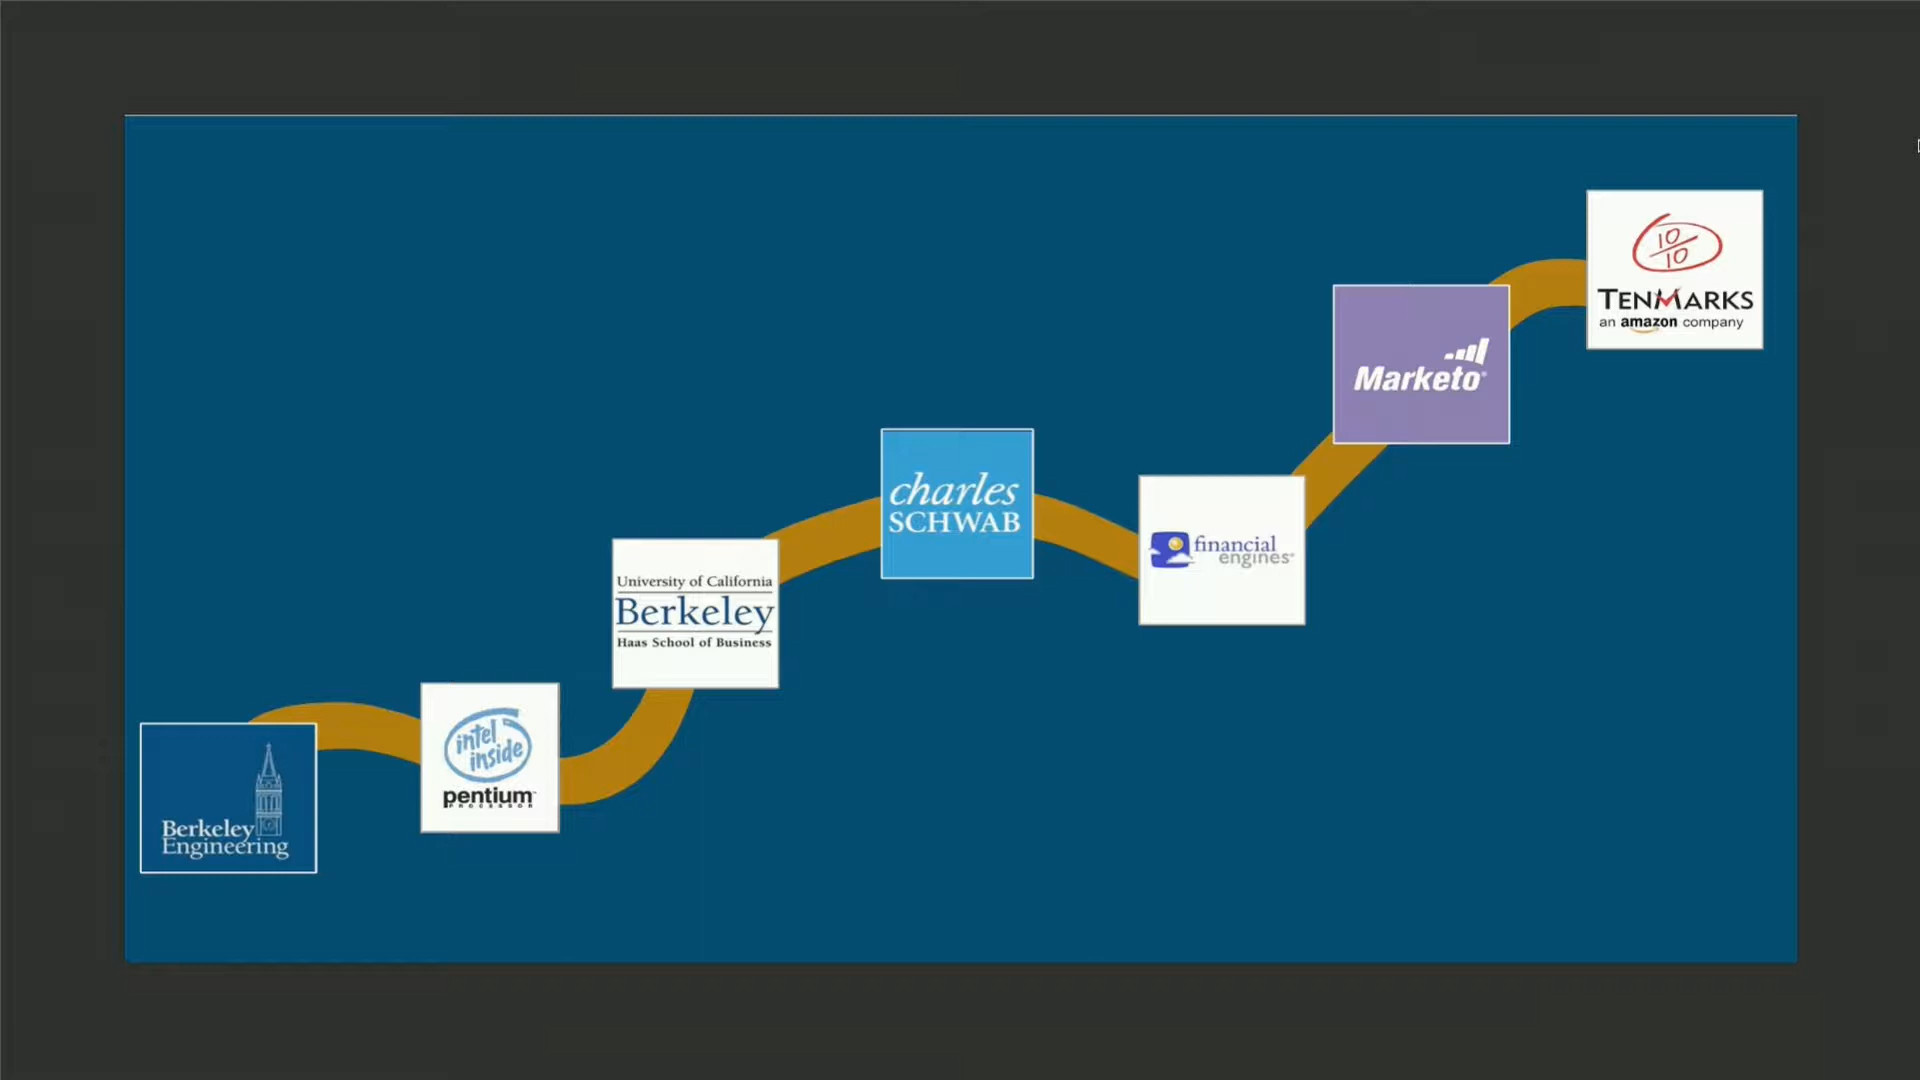 Berkeley
Engineering
intel
inside
pentium
PROCESSOR
University of California
Berkeley
Haas School of Business
charles
SCHWAB
financial
engines
Marketo
10
10
TENMARKS
an amazon company